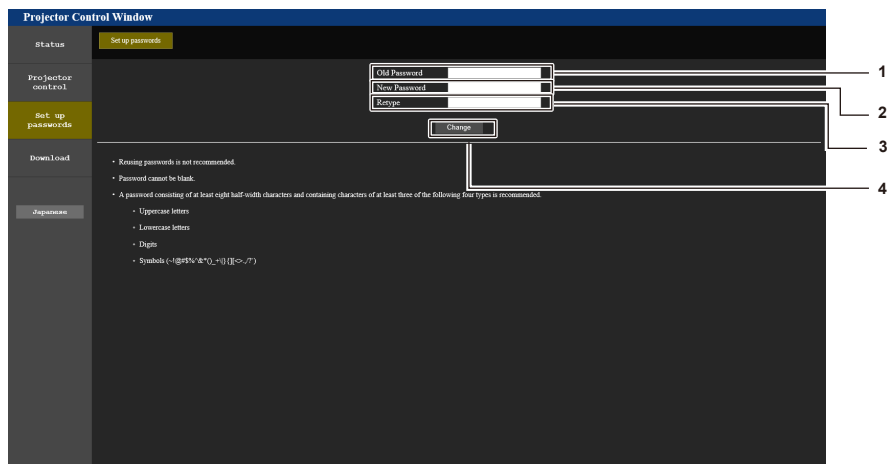 Projector Control Window
Status
Projector
control
Set up
passwords
Download
Japanese
Set up passwords
Old Password
New Password
Retype
Change
1
2
3
4
• Reusing passwords is not recommended.
• Password cannot be blank.
• A password consisting of at least eight half-width characters and containing characters of at least three of the following four types is recommended.
• Uppercase letters
• Lowercase letters
• Digits
• Symbols (~!@#$%^&*()_+\|}{][<>.,/?`)